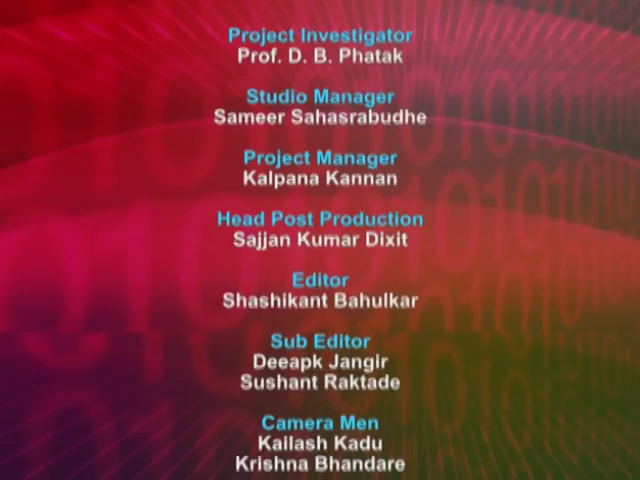 Project Investigator
Prof. D. B. Phatak
Studio Manager
Sameer Sahasrabudhe
Project Manager
Kalpana Kannan
Head Post Production
Sajjan Kumar Dixit
Editor
Shashikant Bahulkar
Sub Editor
Deeapk Jangir
Sushant Raktade
Camera Men
Kailash Kadu
Krishna Bhandare